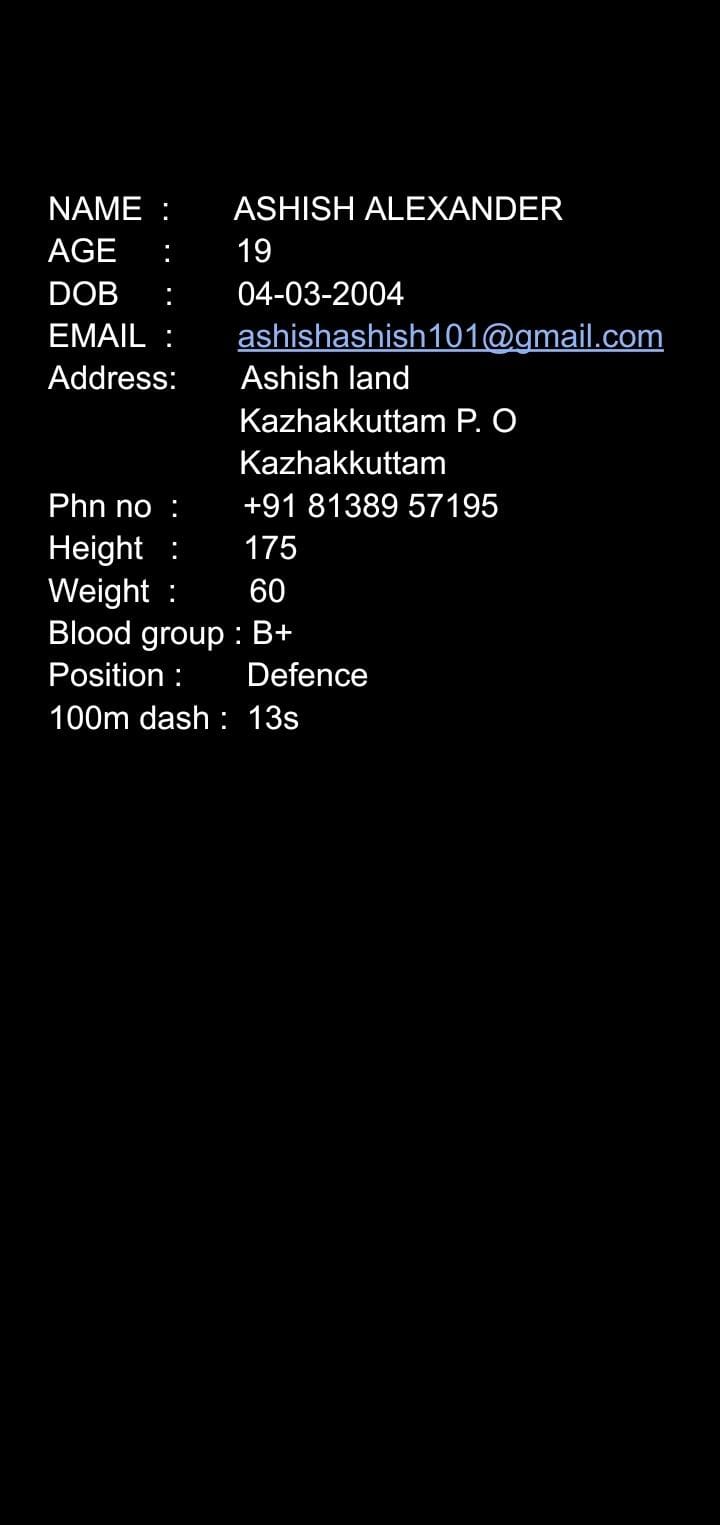 NAME : ASHISH ALEXANDER
AGE : 19
DOB : 04-03-2004
EMAIL : ashishashish101@gmail.com
Address: Ashish land
Kazhakkuttam P. O
Kazhakkuttam
Phn no : +91 81389 57195
Height : 175
Weight : 60
Blood group : B+
Position : Defence
100m dash : 13s